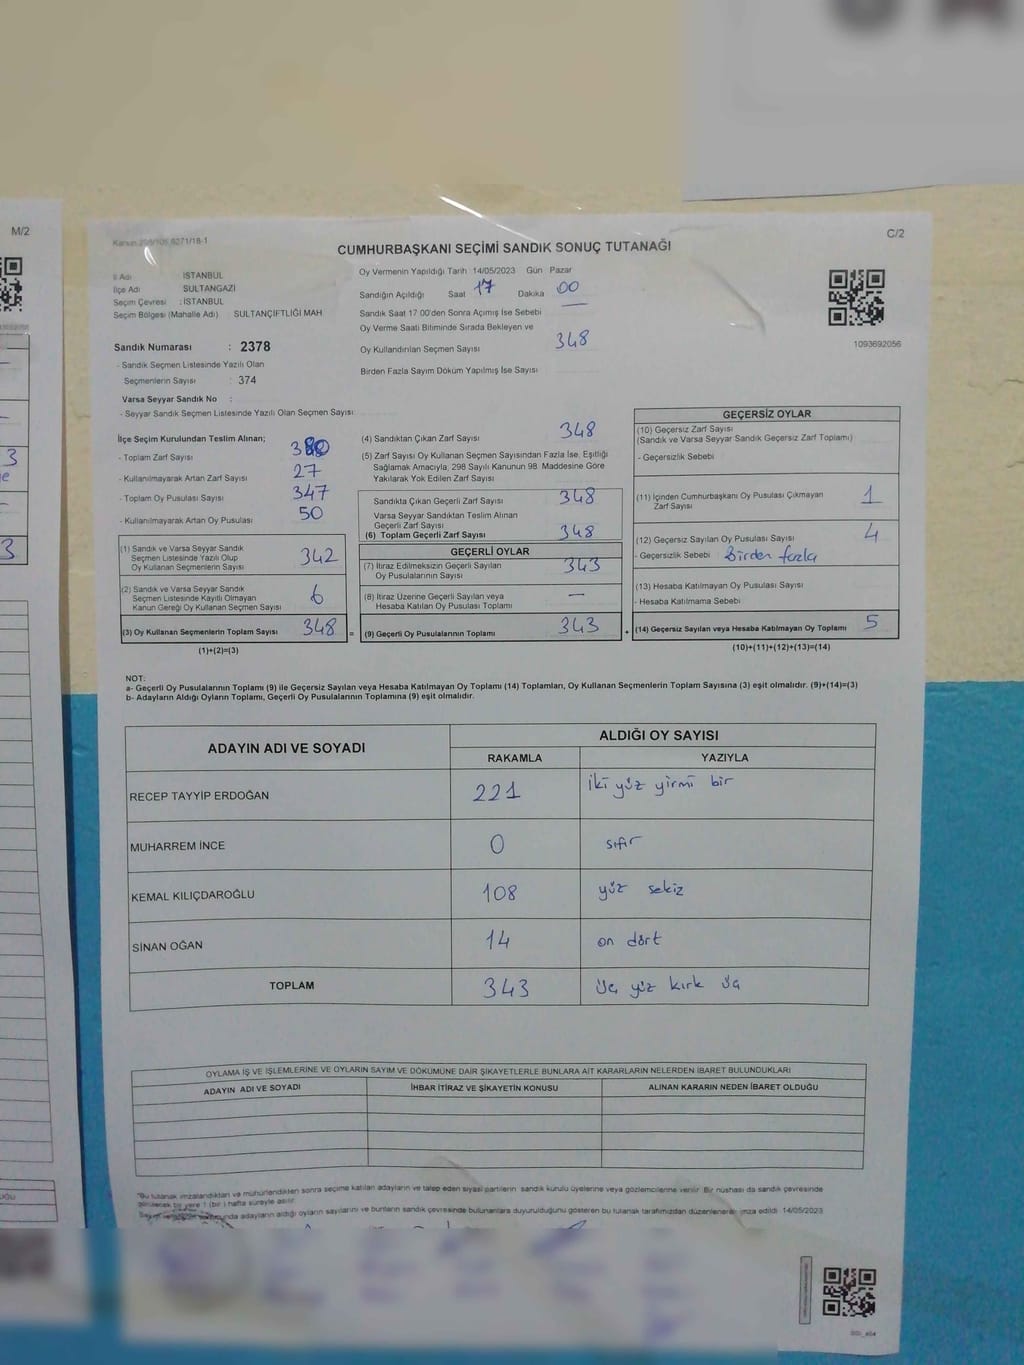 M/2
C/2
CUMHURBAŞKANI SEÇİMİ SANDIK SONUÇ TUTANAĞI
İl Adı : İSTANBUL
İlçe Adı SULTANGAZİ
Seçim Çevresi : İSTANBUL
Seçim Bölgesi (Mahalle Adı) : SULTANÇİFTLİĞİ MAH
Oy Vermenin Yapıldığı Tarih 14/05/2023 Gün Pazar
Sandığın Açıldığı Saat 17 Dakika 00
Sandık Saat 17 00'den Sonra Açımış İse Sebebi —
Oy Verme Saati Bitiminde Sırada Bekleyen ve
Oy Kullandırılan Seçmen Sayısı 348
Birden Fazla Sayım Döküm Yapılmış İse Sayısı
1093692056
Sandık Numarası : 2378
- Sandık Seçmen Listesinde Yazılı Olan
Seçmenlerin Sayısı : 374
Varsa Seyyar Sandık No :
- Seyyar Sandık Seçmen Listesinde Yazılı Olan Seçmen Sayısı
İlçe Seçim Kurulundan Teslim Alınan;
- Toplam Zarf Sayısı
- Kullanılmayarak Artan Zarf Sayısı 27
- Toplam Oy Pusulası Sayısı 347
- Kullanılmayarak Artan Oy Pusulası 50
(1) Sandık ve Varsa Seyyar Sandık
Seçmen Listesinde Yazılı Olup
Oy Kullanan Seçmenlerin Sayısı 342
(2) Sandık ve Varsa Seyyar Sandık
Seçmen Listesinde Kayıtlı Olmayan
Kanun Gereği Oy Kullanan Seçmen Sayısı 6
(3) Oy Kullanan Seçmenlerin Toplam Sayısı 348 =
(1)+(2)=(3)
(4) Sandıktan Çıkan Zarf Sayısı 348
(5) Zarf Sayısı Oy Kullanan Seçmen Sayısından Fazla İse, Eşitliği
Sağlamak Amacıyla, 298 Sayılı Kanunun 98. Maddesine Göre
Yakılarak Yok Edilen Zarf Sayısı
Sandıkta Çıkan Geçerli Zarf Sayısı 348
Varsa Seyyar Sandıktan Teslim Alınan
Geçerli Zarf Sayısı
(6) Toplam Geçerli Zarf Sayısı 348
GEÇERLİ OYLAR
(7) İtiraz Edilmeksizin Geçerli Sayılan
Oy Pusulalarının Sayısı 343
(8) İtiraz Üzerine Geçerli Sayılan veya
Hesaba Katılan Oy Pusulası Toplamı —
(9) Geçerli Oy Pusulalarının Toplamı 343 +
GEÇERSİZ OYLAR
(10) Geçersiz Zarf Sayısı
(Sandık ve Varsa Seyyar Sandık Geçersiz Zarf Toplamı)
- Geçersizlik Sebebi
(11) İçinden Cumhurbaşkanı Oy Pusulası Çıkmayan
Zarf Sayısı 1
(12) Geçersiz Sayılan Oy Pusulası Sayısı 4
- Geçersizlik Sebebi Birden fazla
(13) Hesaba Katılmayan Oy Pusulası Sayısı
- Hesaba Katılmama Sebebi
(14) Geçersiz Sayılan veya Hesaba Katılmayan Oy Toplamı 5
(10)+(11)+(12)+(13)=(14)
NOT:
a- Geçerli Oy Pusulalarının Toplamı (9) ile Geçersiz Sayılan veya Hesaba Katılmayan Oy Toplamı (14) Toplamları, Oy Kullanan Seçmenlerin Toplam Sayısına (3) eşit olmalıdır. (9)+(14)=(3)
b- Adayların Aldığı Oyların Toplamı, Geçerli Oy Pusulalarının Toplamına (9) eşit olmalıdır.
ADAYIN ADI VE SOYADI ALDIĞI OY SAYISI
RAKAMLA YAZIYLA
RECEP TAYYİP ERDOĞAN 221 iki yüz yirmi bir
MUHARREM İNCE 0 sıfır
KEMAL KILIÇDAROĞLU 108 yüz sekiz
SİNAN OĞAN 14 on dört
TOPLAM 343 üç yüz kırk üç
OYLAMA İŞ VE İŞLEMLERİNE VE OYLARIN SAYIM VE DÖKÜMÜNE DAİR ŞİKAYETLERLE BUNLARA AİT KARARLARIN NELERDEN İBARET BULUNDUKLARI
ADAYIN ADI VE SOYADI İHBAR İTİRAZ VE ŞİKAYETİN KONUSU ALINAN KARARIN NEDEN İBARET OLDUĞU
*Bu tutanak imzalandıktan ve mühürlendikten sonra seçime katılan adayların ve talep eden siyasi partilerin sandık kurulu üyelerine veya gözlemcilerine verilir. Bir nüshası da sandık çevresinde
görülecek bir yere 1 (bir) hafta süreyle asılır
adayların aldığı oyların sayılarını ve bunların sandık çevresinde bulunanlara duyurulduğunu gösteren bu tutanak tarafımızdan düzenlenerek imza edildi. 14/05/2023